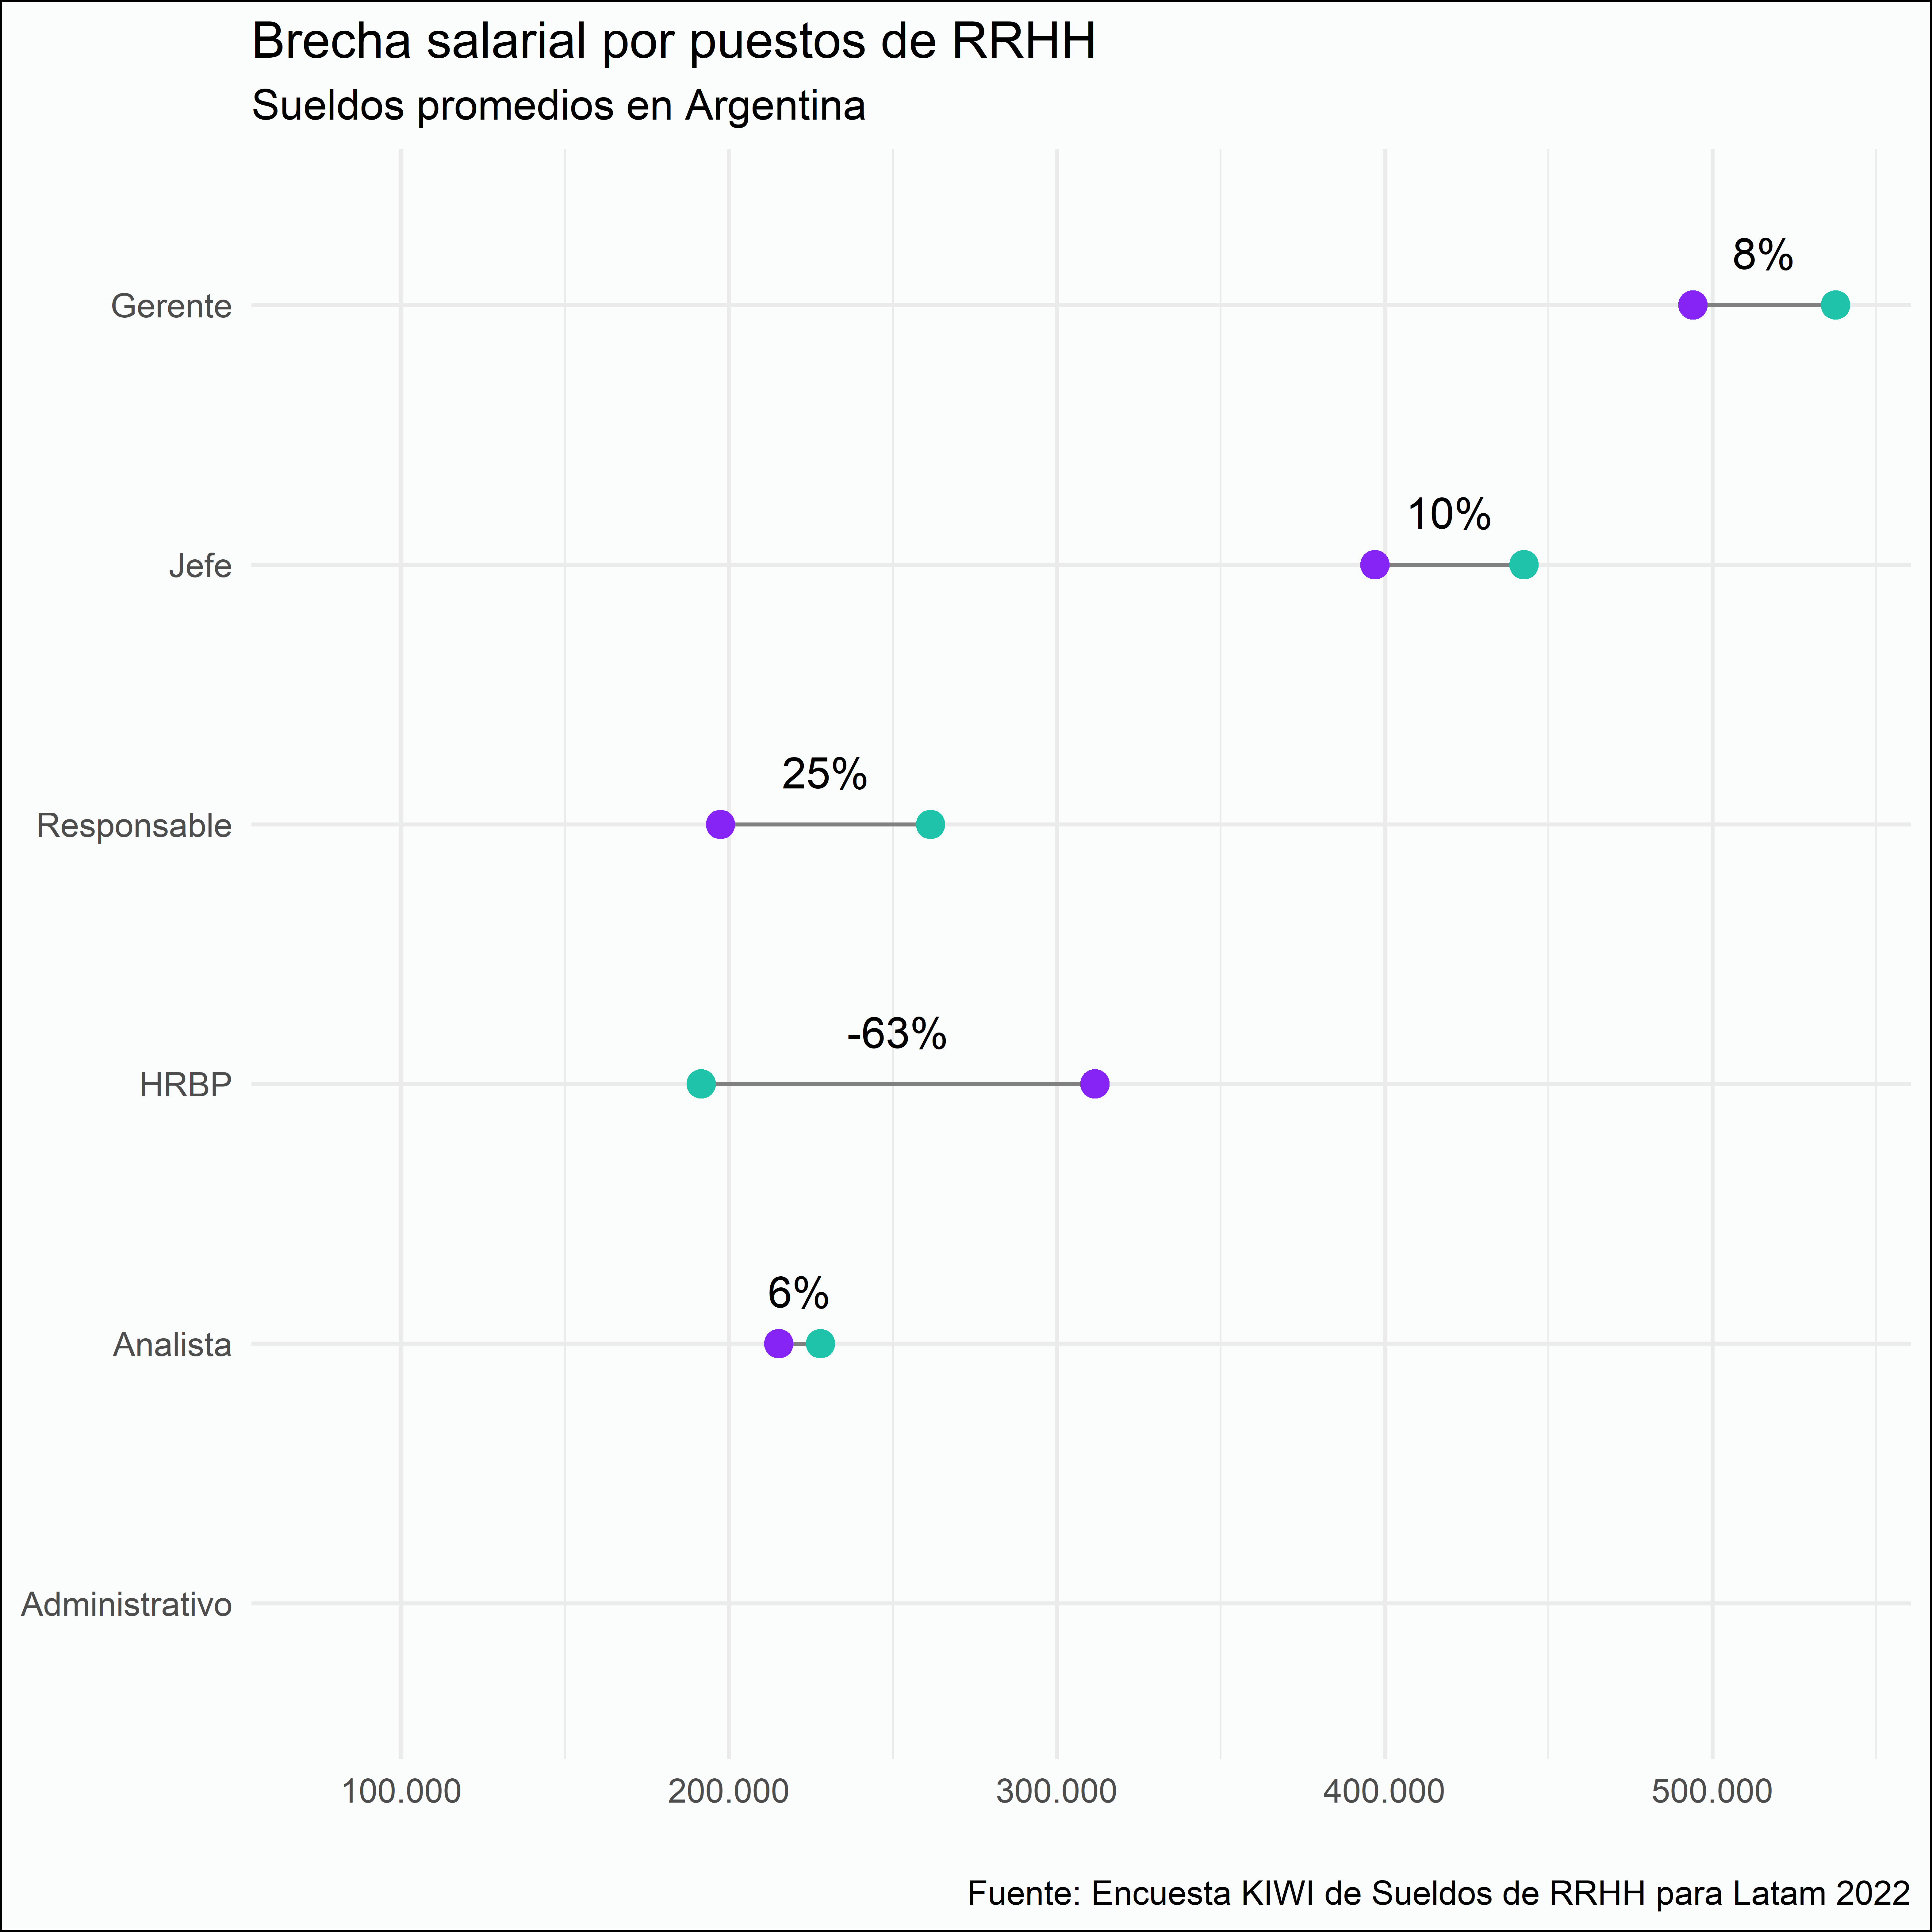 Brecha salarial por puestos de RRHH
Sueldos promedios en Argentina
8%
Gerente
10%
Jefe
25%
Responsable
-63%
HRBP
6%
Analista
Administrativo
100.000 200.000 300.000 400.000 500.000
Fuente: Encuesta KIWI de Sueldos de RRHH para Latam 2022